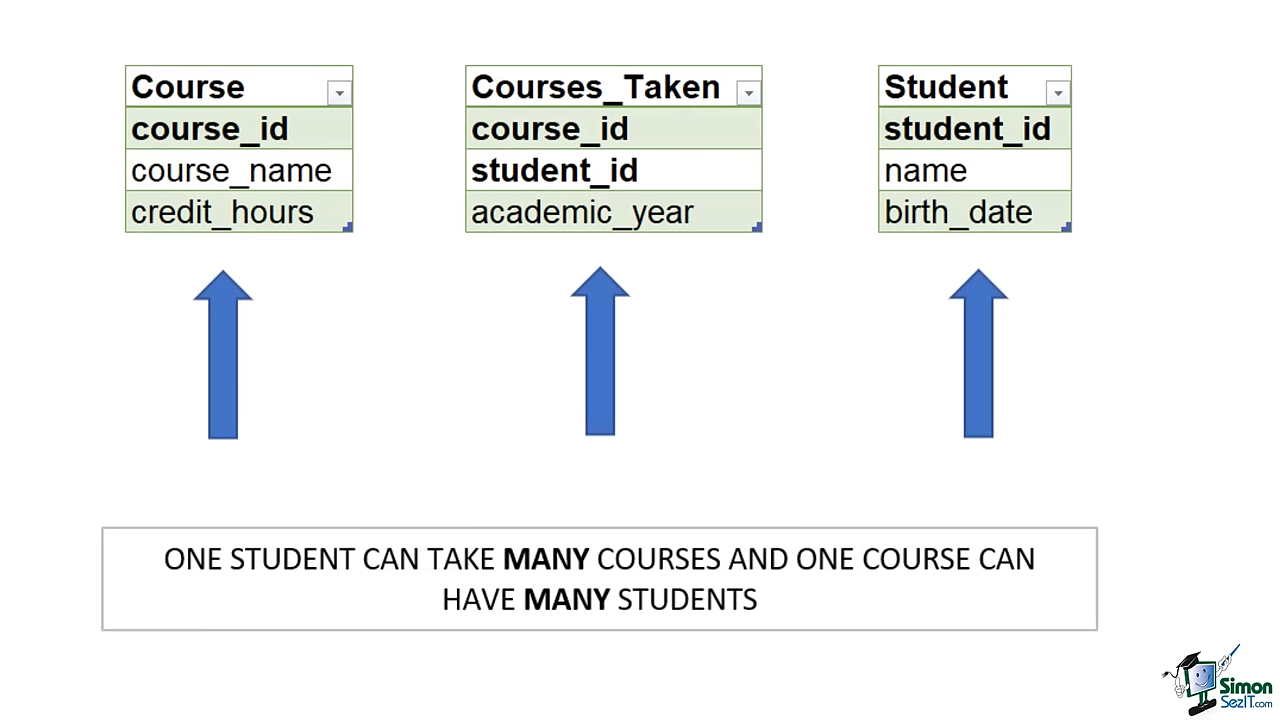 Course
course_id
course_name
credit_hours
Courses_Taken
course_id
student_id
academic_year
Student
student_id
name
birth_date
ONE STUDENT CAN TAKE MANY COURSES AND ONE COURSE CAN
HAVE MANY STUDENTS
Simon
SezIT.com